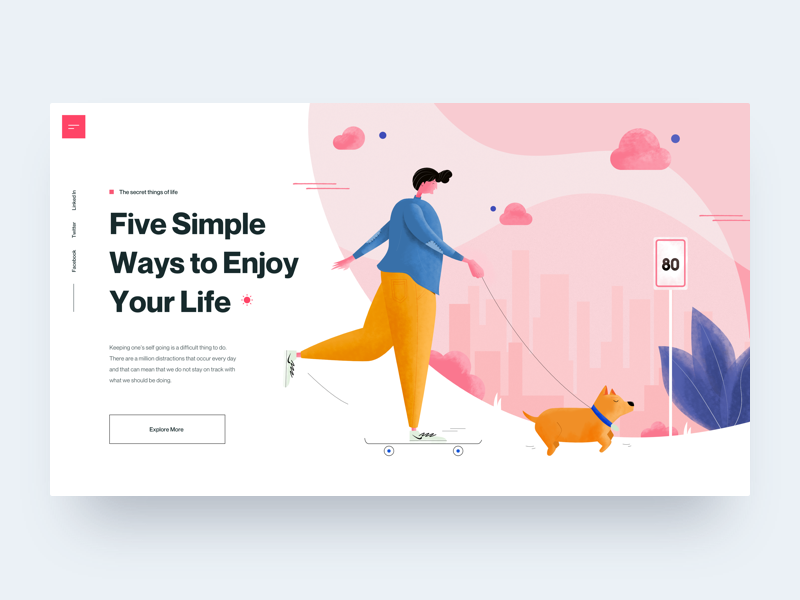 The secret things of life
Five Simple
Ways to Enjoy
Your Life
Keeping one's self going is a difficult thing to do.
There are a million distractions that occur every day
and that can mean that we do not stay on track with
what we should be doing.
Explore More
Linked In
Twitter
Facebook
80